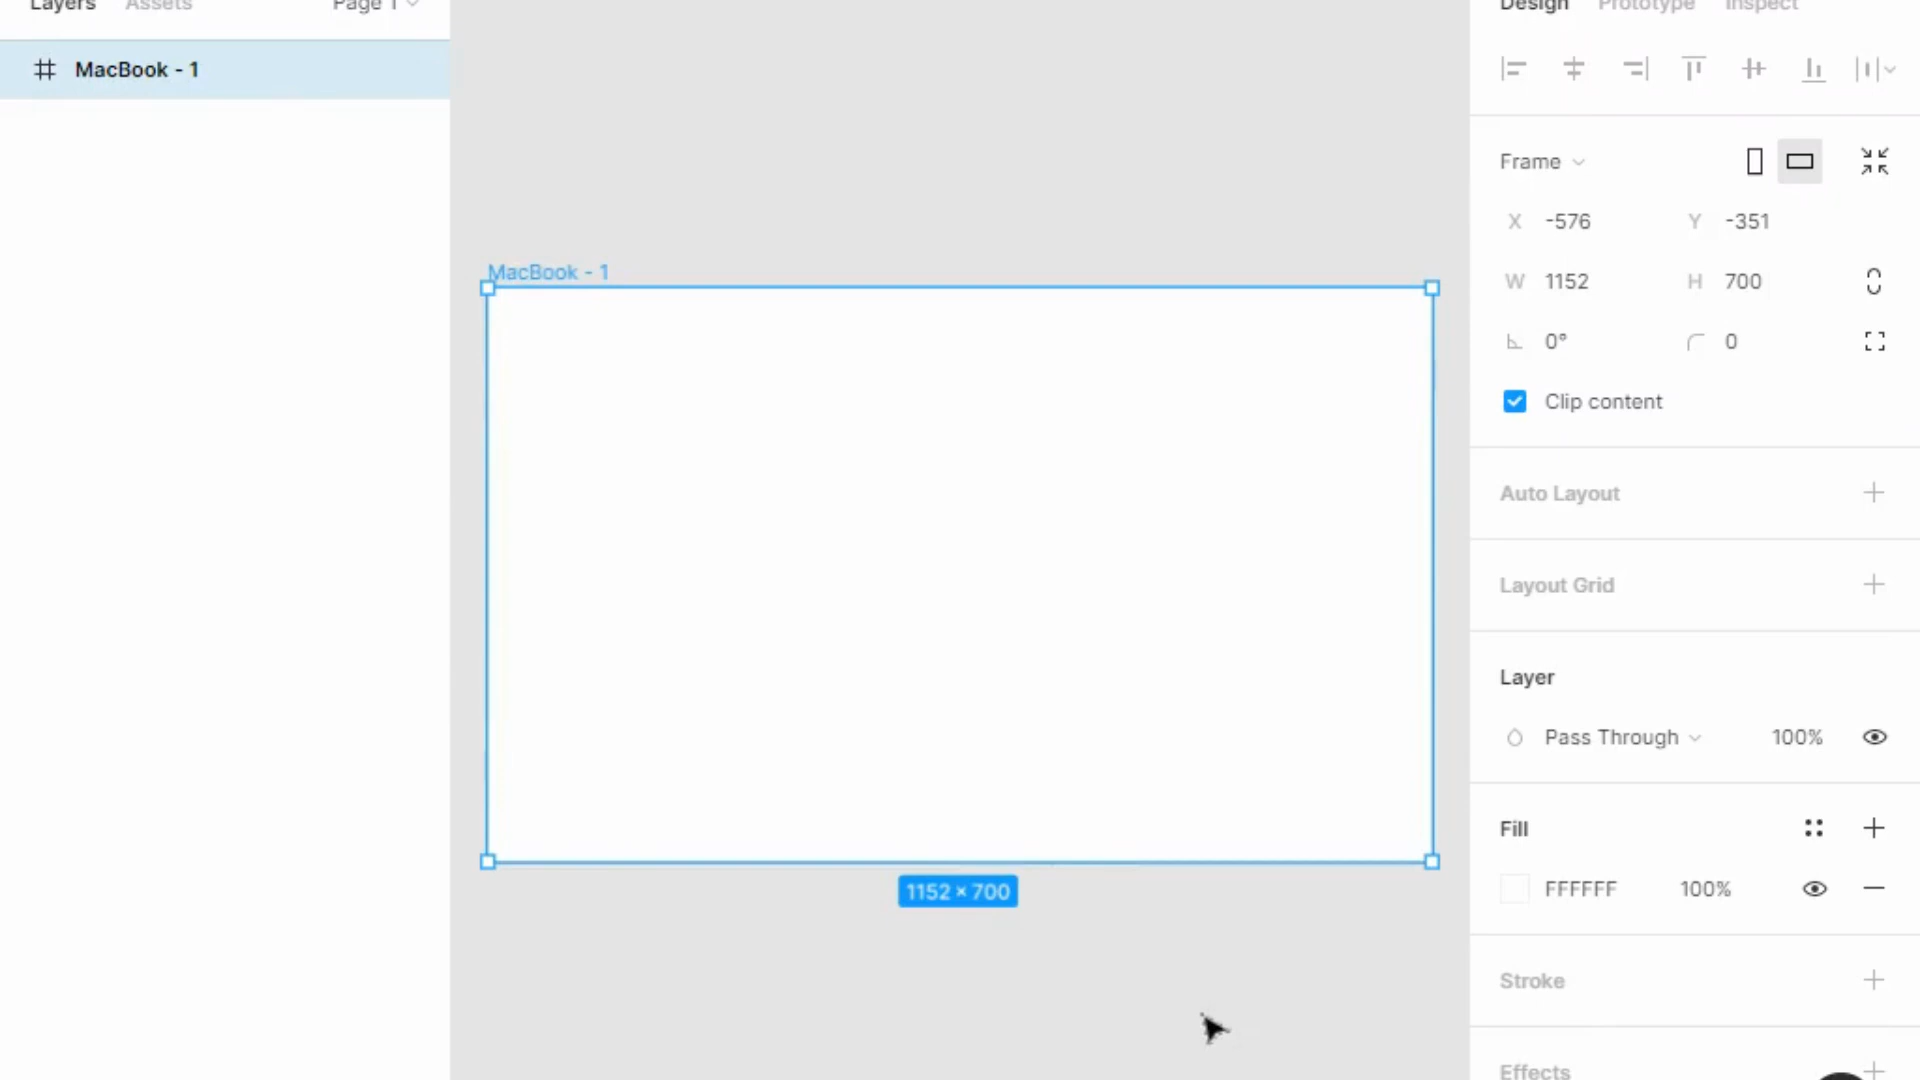 Layers Assets Page 1
MacBook - 1
MacBook - 1
1152 × 700
Design Prototype Inspect
Frame
X -576 Y -351
W 1152 H 700
0° 0
Clip content
Auto Layout
Layout Grid
Layer
Pass Through 100%
Fill
FFFFFF 100%
Stroke
Effects